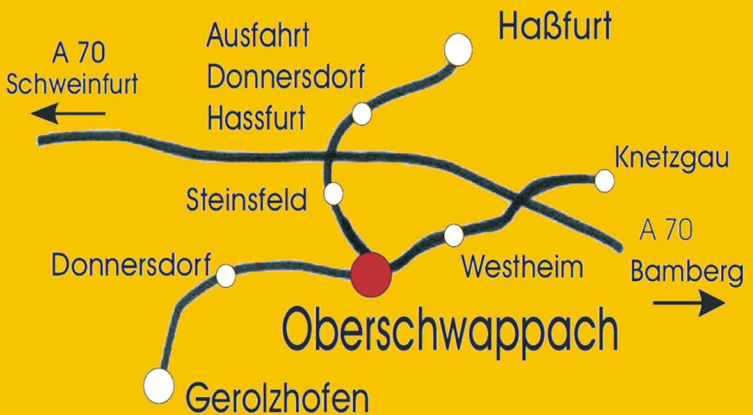 Haßfurt
A 70
Schweinfurt
Ausfahrt
Donnersdorf
Hassfurt
Knetzgau
Steinsfeld
A 70
Bamberg
Donnersdorf
Westheim
Oberschwappach
Gerolzhofen